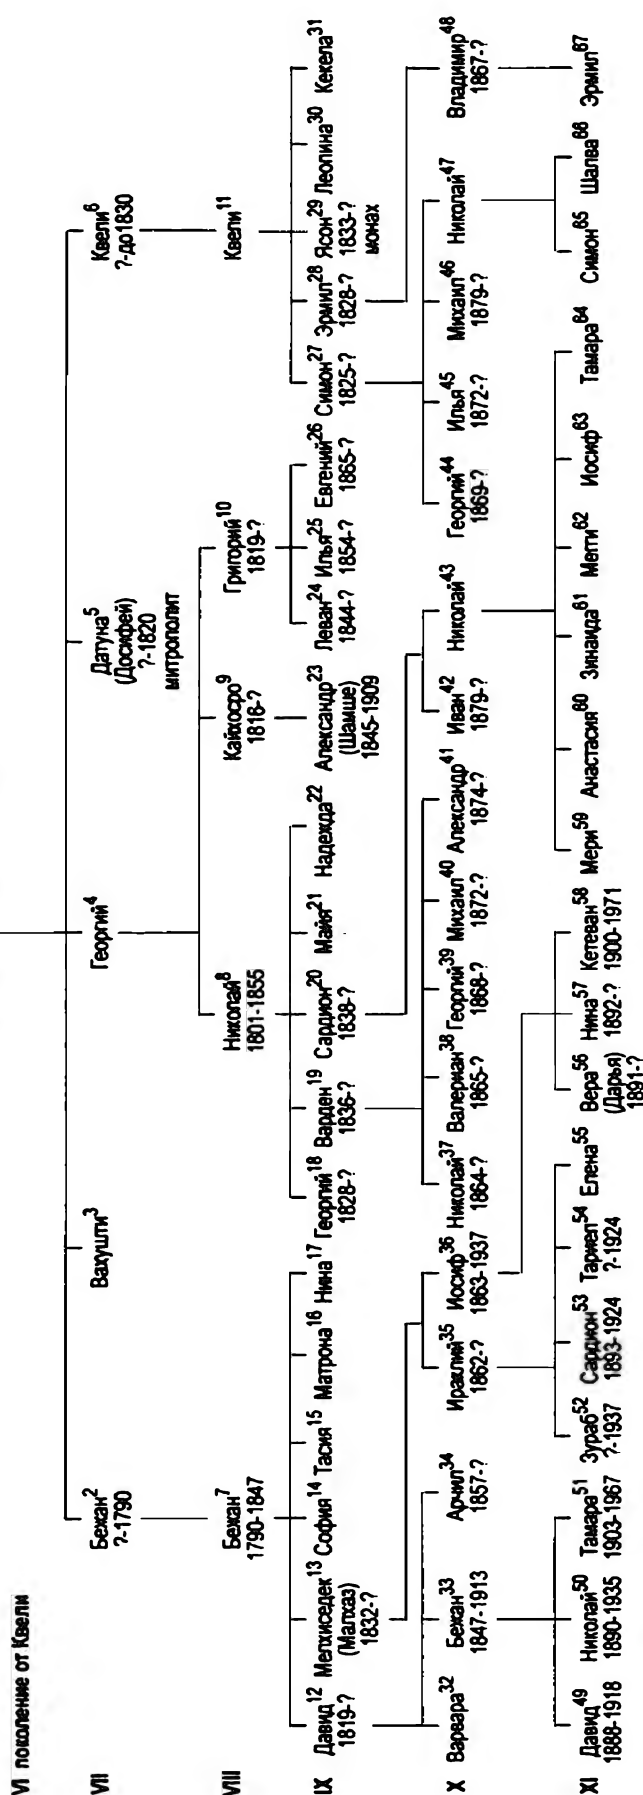 VI поколение от Квели
VII
Бежан²
?-1790
Вахушти³
Георгий⁴
Датуна⁵
(Досифей)
?-1820
митрополит
Квели⁶
?-до1830
VIII
Бежан⁷
1790-1847
Николай⁸
1801-1855
Кайхосро⁹
1816-?
Григорий¹⁰
1819-?
Квели¹¹
IX
Давид¹²
1819-?
Мелхиседек¹³
(Малхаз)
1832-?
София¹⁴
Тасия¹⁵
Матрона¹⁶
Нина¹⁷
Георгий¹⁸
1828-?
Варден¹⁹
1836-?
Сардион²⁰
1838-?
Майя²¹
Надежда²²
Александр²³
(Шамше)
1845-1909
Леван²⁴
1844-?
Илья²⁵
1854-?
Евгений²⁶
1865-?
Симон²⁷
1825-?
Эрмил²⁸
1828-?
Ясон²⁹
1833-?
монах
Леопина³⁰
Кекела³¹
X
Варвара³²
Бежан³³
1847-1913
Арчил³⁴
1857-?
Ираклий³⁵
1862-?
Иосиф³⁶
1863-1937
Николай³⁷
1864-?
Валериан³⁸
1865-?
Георгий³⁹
1868-?
Михаил⁴⁰
1872-?
Александр⁴¹
1874-?
Иван⁴²
1879-?
Николай⁴³
Георгий⁴⁴
1869-?
Илья⁴⁵
1872-?
Михаил⁴⁶
1879-?
Николай⁴⁷
Владимир⁴⁸
1867-?
XI
Давид⁴⁹
1888-1918
Николай⁵⁰
1890-1935
Тамара⁵¹
1903-1967
Зураб⁵²
?-1937
Сардион⁵³
1893-1924
Тариел⁵⁴
?-1924
Елена⁵⁵
Вера⁵⁶
(Дарья)
1891-?
Нина⁵⁷
1892-?
Кетеван⁵⁸
1900-1971
Мери⁵⁹
Анастасия⁶⁰
Зинаида⁶¹
Мегги⁶²
Иосиф⁶³
Тамара⁶⁴
Симон⁶⁵
Шалва⁶⁶
Эрмил⁶⁷